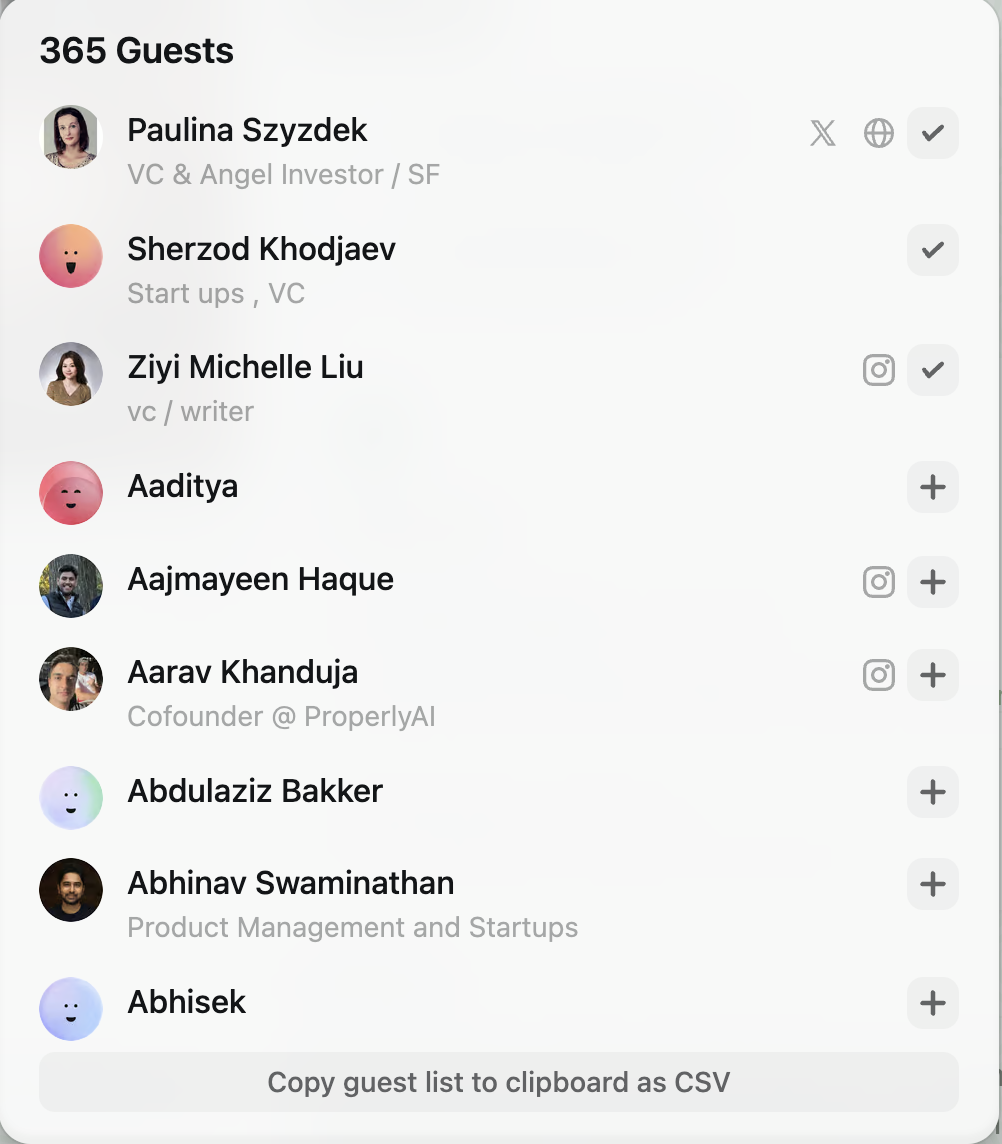 365 Guests
Paulina Szyzdek
VC & Angel Investor / SF
Sherzod Khodjaev
Start ups , VC
Ziyi Michelle Liu
vc / writer
Aaditya
Aajmayeen Haque
Aarav Khanduja
Cofounder @ ProperlyAI
Abdulaziz Bakker
Abhinav Swaminathan
Product Management and Startups
Abhisek
Copy guest list to clipboard as CSV